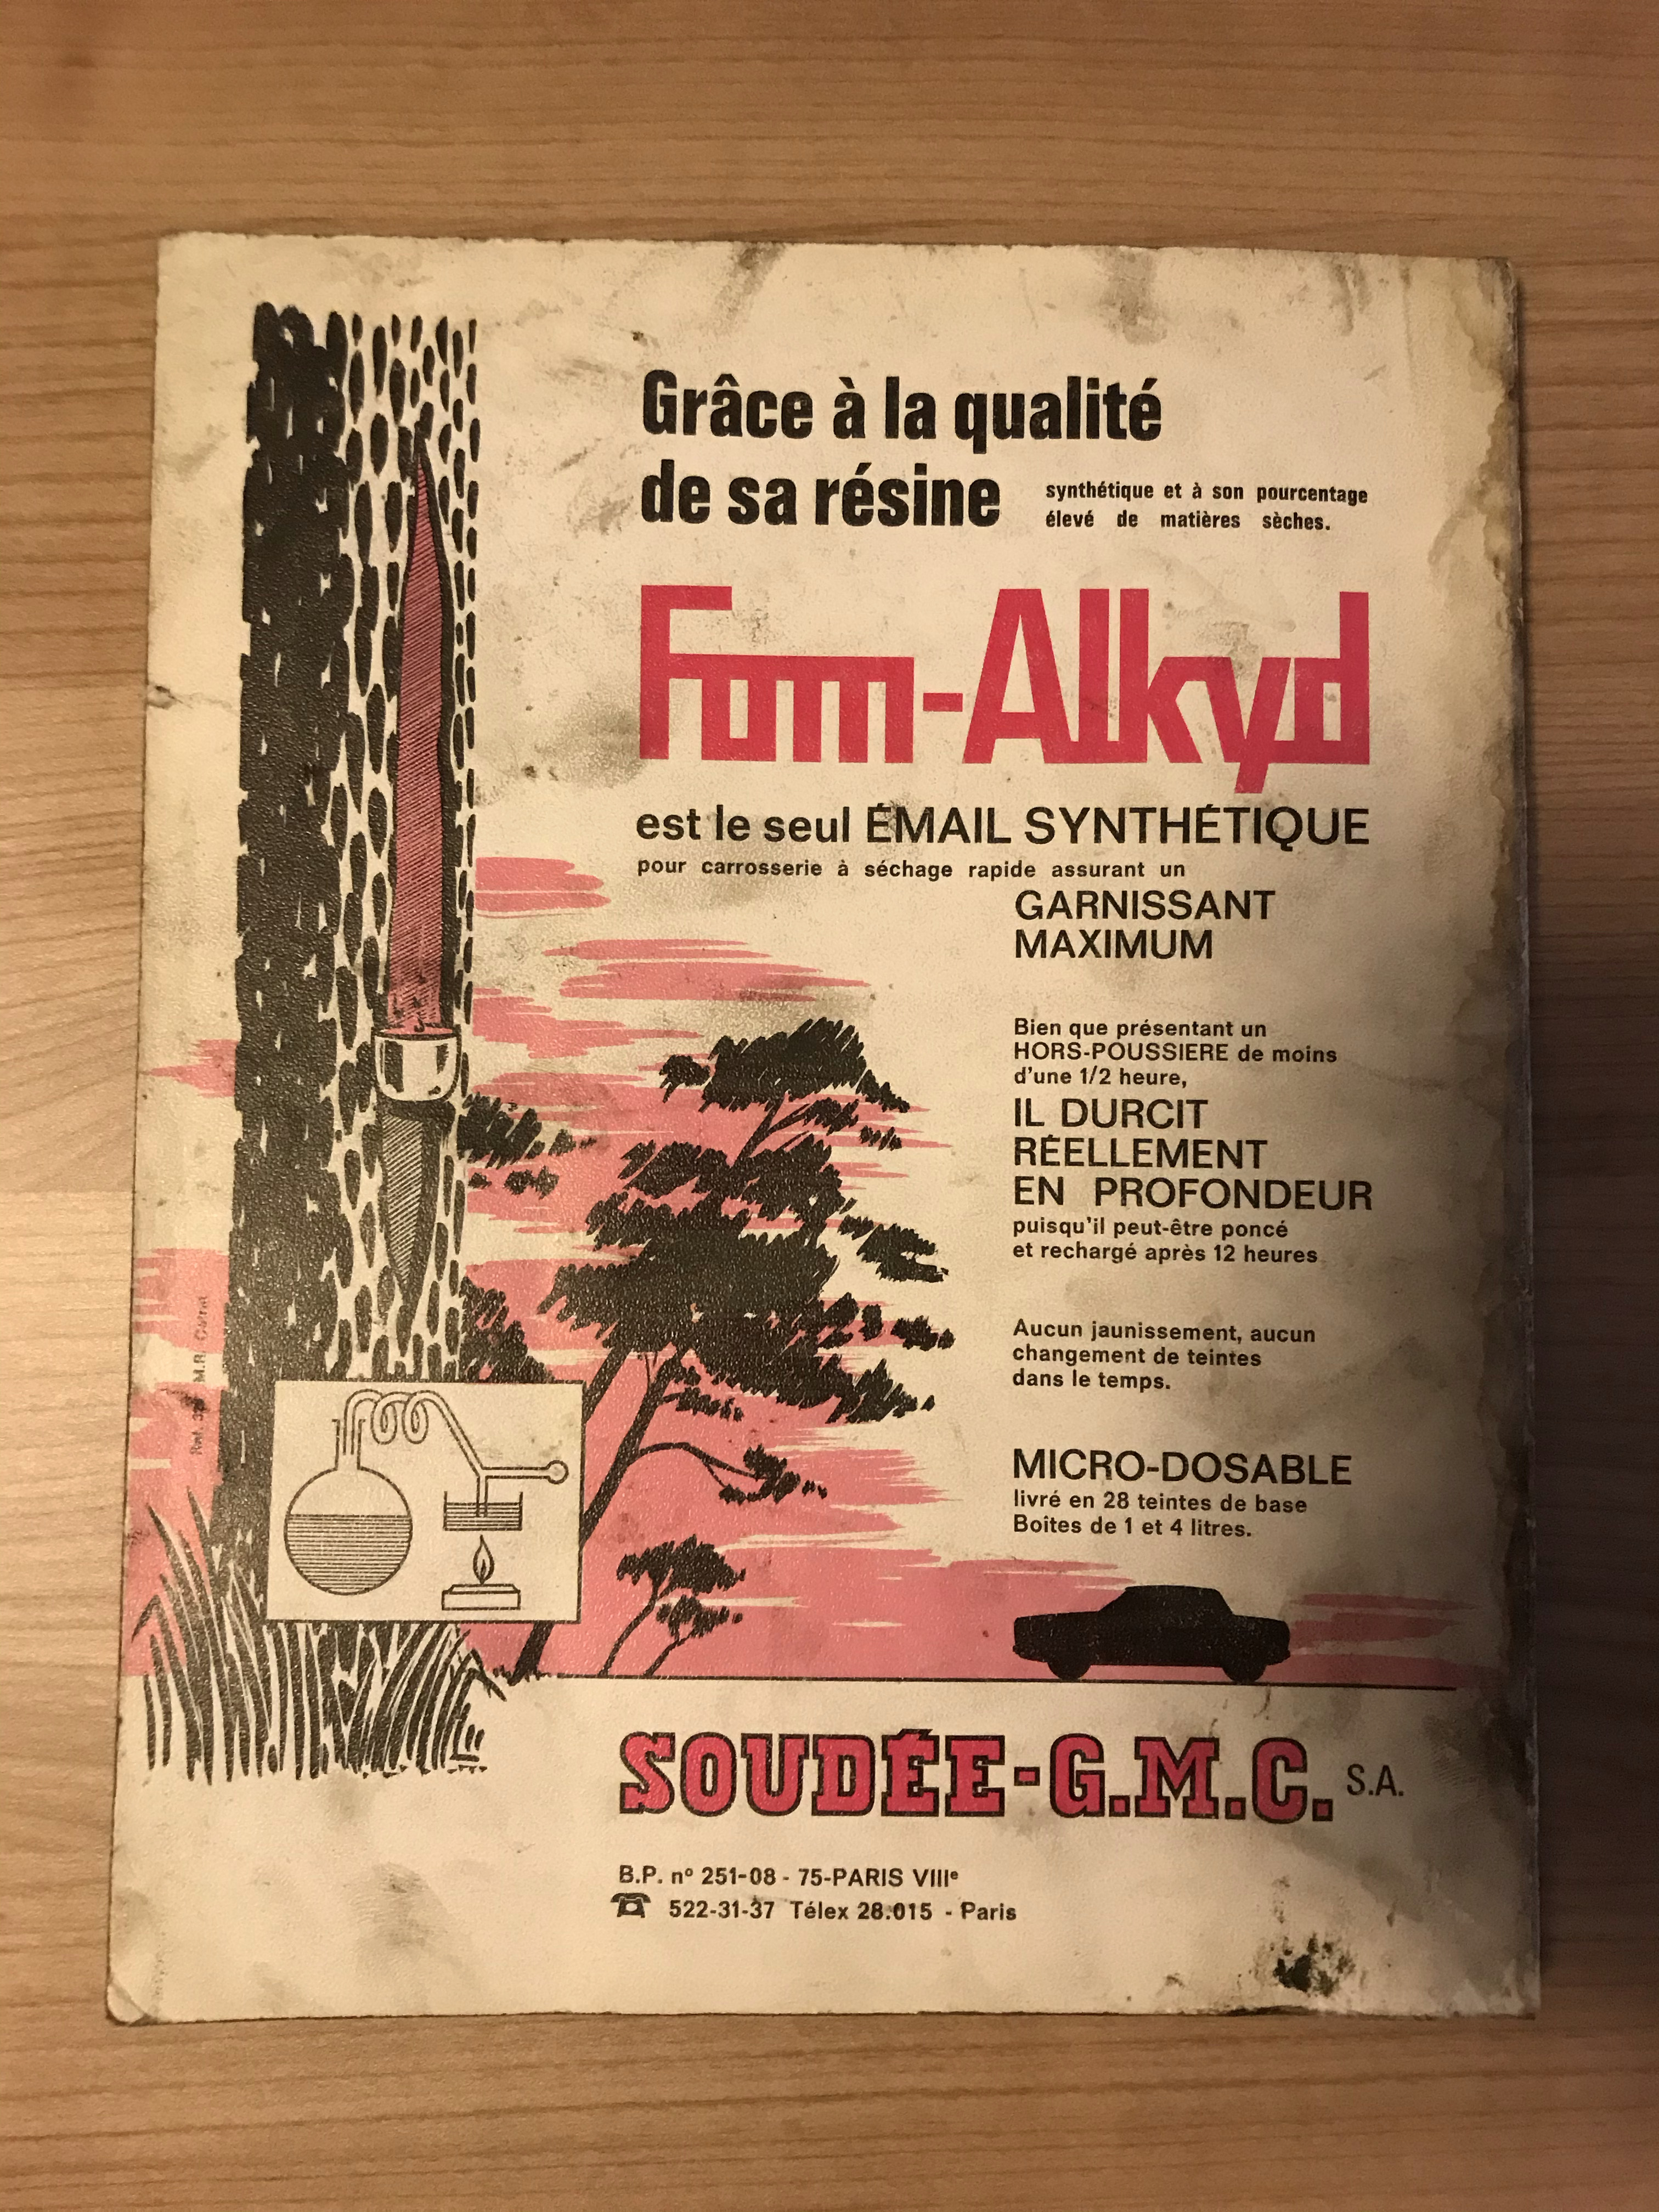 Grâce à la qualité
de sa résine
synthétique et à son pourcentage
élevé de matières sèches.
Fum-Alkyd
est le seul ÉMAIL SYNTHÉTIQUE
pour carrosserie à séchage rapide assurant un
GARNISSANT
MAXIMUM
Bien que présentant un
HORS-POUSSIERE de moins
d'une 1/2 heure,
IL DURCIT
RÉELLEMENT
EN PROFONDEUR
puisqu'il peut-être poncé
et rechargé après 12 heures
Aucun jaunissement, aucun
changement de teintes
dans le temps.
MICRO-DOSABLE
livré en 28 teintes de base
Boites de 1 et 4 litres.
Ref. M.R.
SOUDÉE-G.M.C. S.A.
B.P. nº 251-08 - 75-PARIS VIIIe
522-31-37 Télex 28.015 - Paris